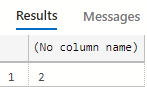 Results Messages
(No column name)
1 2